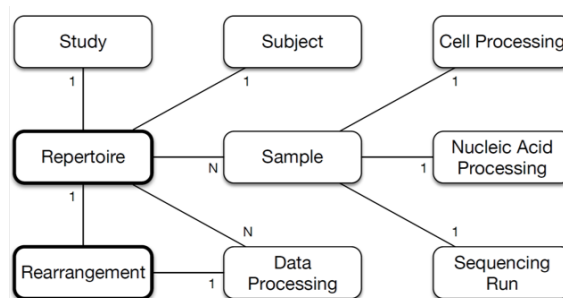 Study
Subject
Cell Processing
1
1
1
Repertoire
N
Sample
1
Nucleic Acid
Processing
1
N
1
Rearrangement
1
Data
Processing
Sequencing
Run